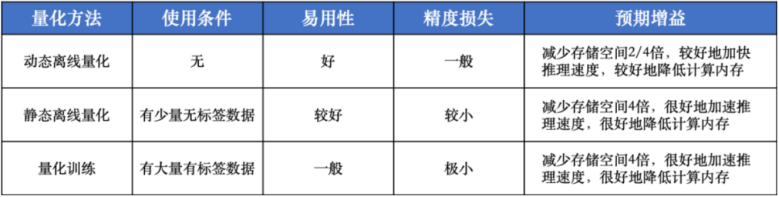 量化方法 使用条件 易用性 精度损失 预期增益
动态离线量化 无 好 一般 减少存储空间2/4倍，较好地加快
推理速度，较好地降低计算内存
静态离线量化 有少量无标签数据 较好 较小 减少存储空间4倍，很好地加速推
理速度，很好地降低计算内存
量化训练 有大量有标签数据 一般 极小 减少存储空间4倍，很好地加速推
理速度，很好地降低计算内存